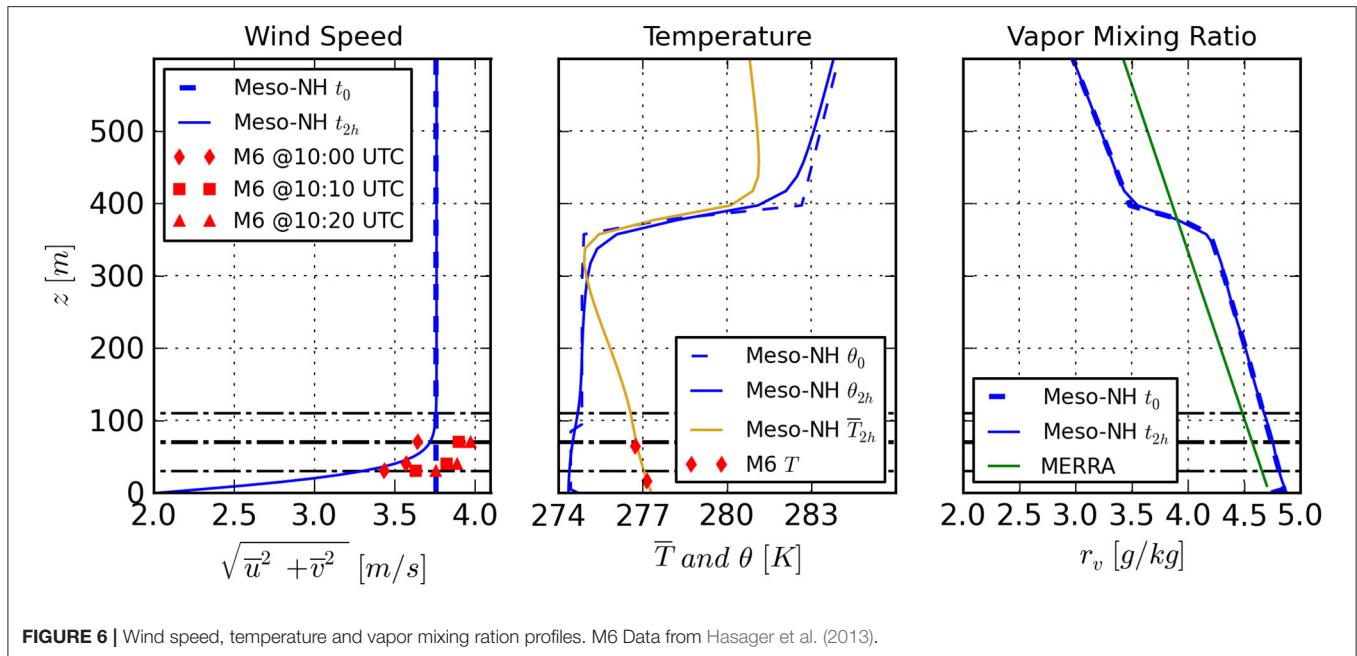 Wind Speed
Temperature
Vapor Mixing Ratio
Meso-NH t₀
Meso-NH t₂ₕ
M6 @10:00 UTC
M6 @10:10 UTC
M6 @10:20 UTC
Meso-NH θ₀
Meso-NH θ₂ₕ
Meso-NH T̅₂ₕ
M6 T
Meso-NH t₀
Meso-NH t₂ₕ
MERRA
500
400
300
200
100
0
z [m]
2.0 2.5 3.0 3.5 4.0
274 277 280 283
2.0 2.5 3.0 3.5 4.0 4.5 5.0
√(u̅² + v̅²) [m/s]
T̅ and θ [K]
rᵥ [g/kg]
FIGURE 6 | Wind speed, temperature and vapor mixing ration profiles. M6 Data from Hasager et al. (2013).